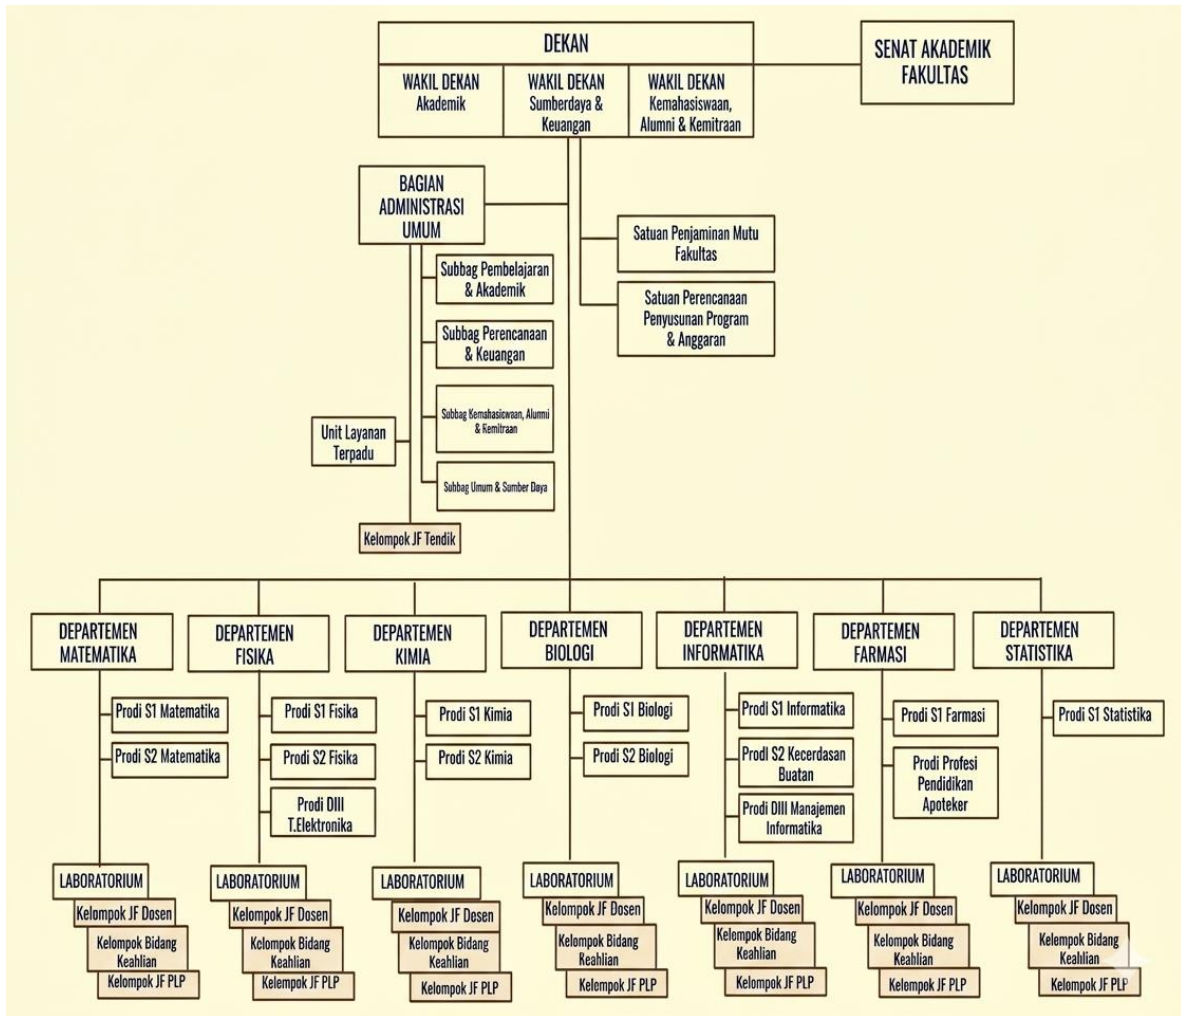 DEKAN
SENAT AKADEMIK
FAKULTAS
WAKIL DEKAN
Akademik
WAKIL DEKAN
Sumberdaya &
Keuangan
WAKIL DEKAN
Kemahasiswaan,
Alumni & Kemitraan
BAGIAN
ADMINISTRASI
UMUM
Satuan Penjaminan Mutu
Fakultas
Satuan Perencanaan
Penyusunan Program
& Anggaran
Subbag Pembelajaran
& Akademik
Subbag Perencanaan
& Keuangan
Subbag Kemahasiowaan, Alumni
& Kemitraan
Unit Layanan
Terpadu
Subbag Umum & Sumber Daya
Kelompok JF Tendik
DEPARTEMEN
MATEMATIKA
DEPARTEMEN
FISIKA
DEPARTEMEN
KIMIA
DEPARTEMEN
BIOLOGI
DEPARTEMEN
INFORMATIKA
DEPARTEMEN
FARMASI
DEPARTEMEN
STATISTIKA
Prodi S1 Matematika
Prodi S2 Matematika
Prodi S1 Fisika
Prodi S2 Fisika
Prodi DIII
T.Elektronika
Prodi S1 Kimia
Prodi S2 Kimia
Prodi S1 Biologi
Prodi S2 Biologi
Prodi S1 Informatika
Prodl S2 Kecerdasan
Buatan
Prodi DIII Manajemen
Informatika
Prodi S1 Farmasi
Prodi Profesi
Pendidikan
Apoteker
Prodi S1 Statistika
LABORATORIUM
Kelompok JF Dosen
Kelompok Bidang
Keahlian
Kelompok JF PLP
LABORATORIUM
Kelompok JF Dosen
Kelompok Bidang
Keahlian
Kelempok JF PLP
LABORATORIUM
Kelompok JF Dosen
Kelompok Bidang
Keahlian
Kelompok JF PLP
LABORATORIUM
Kelompok JF Dosen
Kelompok Bidang
Reahlian
Kelompok JF PLP
LABORATORIUM
Kelompok JF Dosen
Kelompok Bidang
Keahlian
Kelompok JF PLP
LABORATORIUM
Kelompok JF Dosen
Kelompok Bidang
Keahlian
Kelompok JF PLP
LABORATORIUM
Kelompok JF Dosen
Kelompok Bidang
Keahlian
Kelompok JF PLP